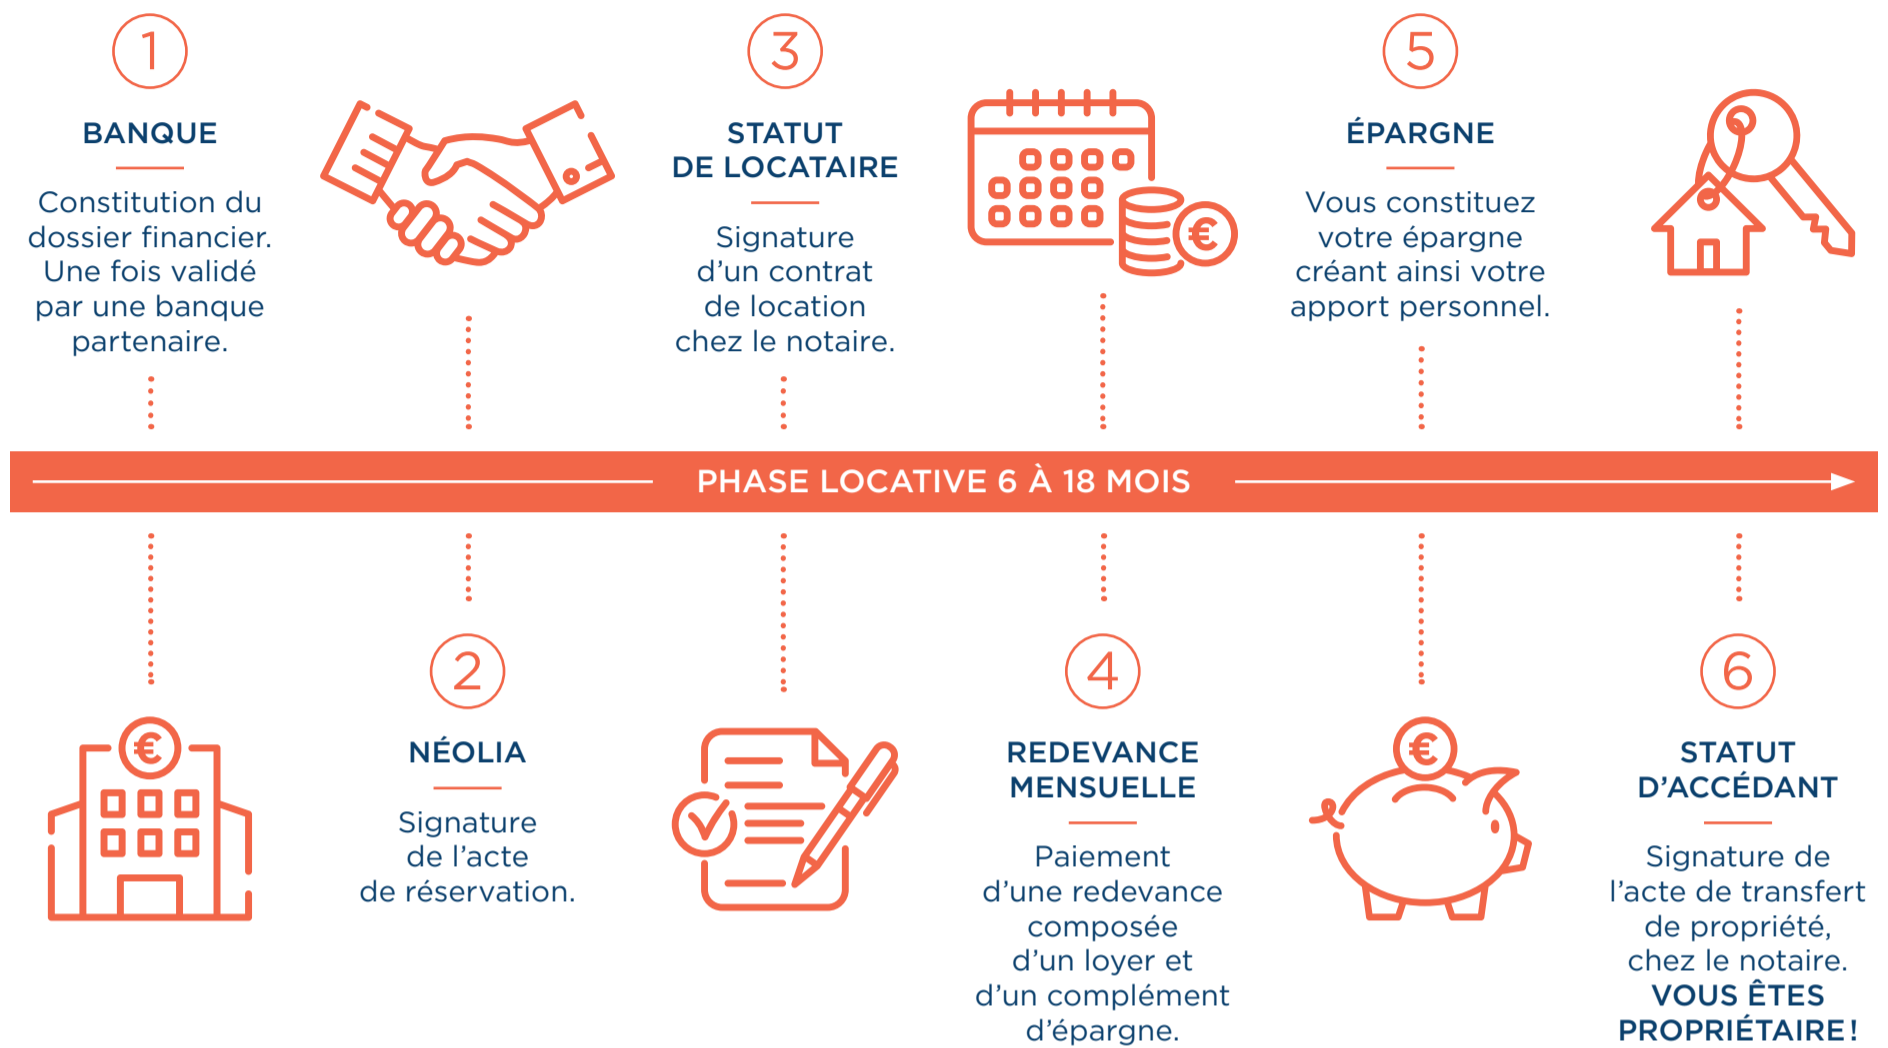 1
BANQUE
Constitution du
dossier financier.
Une fois validé
par une banque
partenaire.
3
STATUT
DE LOCATAIRE
Signature
d'un contrat
de location
chez le notaire.
€
5
ÉPARGNE
Vous constituez
votre épargne
créant ainsi votre
apport personnel.
PHASE LOCATIVE 6 À 18 MOIS
€
2
NÉOLIA
Signature
de l'acte
de réservation.
4
REDEVANCE
MENSUELLE
Paiement
d'une redevance
composée
d'un loyer et
d'un complément
d'épargne.
€
6
STATUT
D'ACCÉDANT
Signature de
l'acte de transfert
de propriété,
chez le notaire.
VOUS ÊTES
PROPRIÉTAIRE !